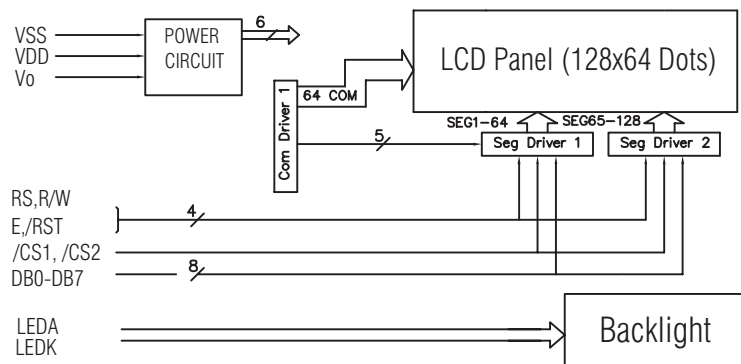 VSS
VDD
Vo
POWER
CIRCUIT
6
LCD Panel (128x64 Dots)
64 COM
Com Driver 1
SEG1-64
SEG65-128
5
Seg Driver 1
Seg Driver 2
RS,R/W
E,/RST
4
/CS1, /CS2
DB0-DB7
8
LEDA
LEDK
Backlight